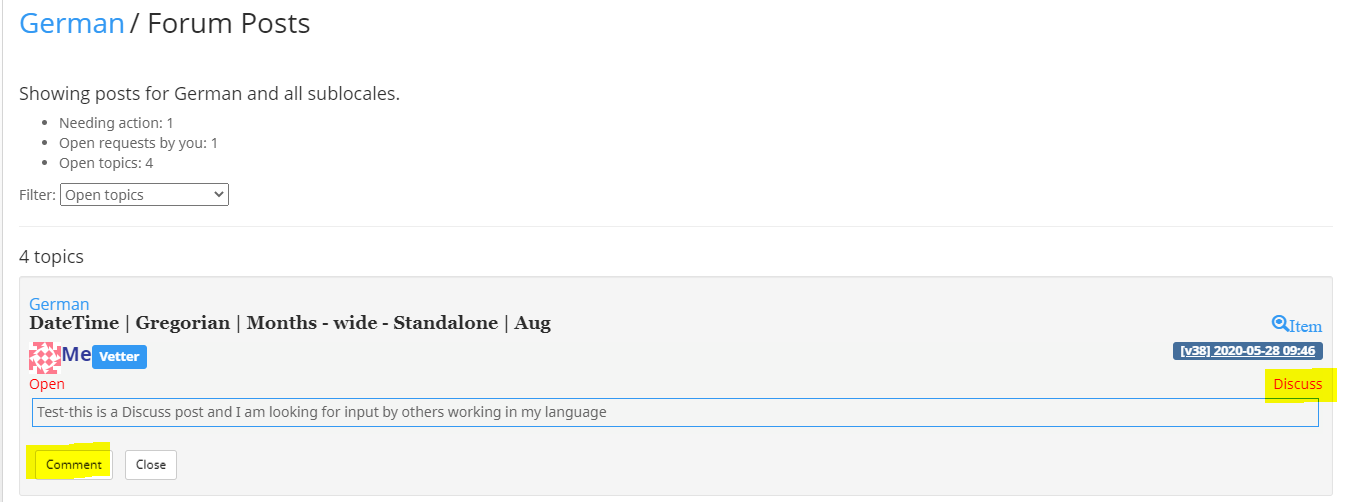 German / Forum Posts
Showing posts for German and all sublocales.
Needing action: 1
Open requests by you: 1
Open topics: 4
Filter: Open topics
4 topics
German
DateTime | Gregorian | Months - wide - Standalone | Aug
Item
Me Vetter
[v38] 2020-05-28 09:46
Open
Discuss
Test-this is a Discuss post and I am looking for input by others working in my language
Comment Close